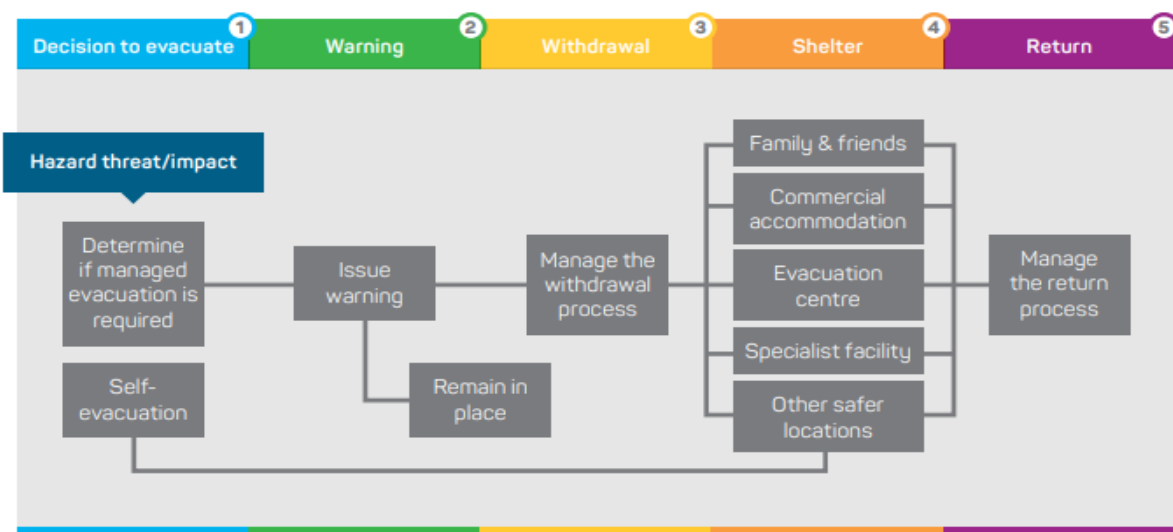 1
2
3
4
5
Decision to evacuate
Warning
Withdrawal
Shelter
Return
Hazard threat/impact
Determine
if managed
evacuation is
required
Self-
evacuation
Issue
warning
Remain in
place
Manage the
withdrawal
process
Family & friends
Commercial
accommodation
Evacuation
centre
Specialist facility
Other safer
locations
Manage
the return
process